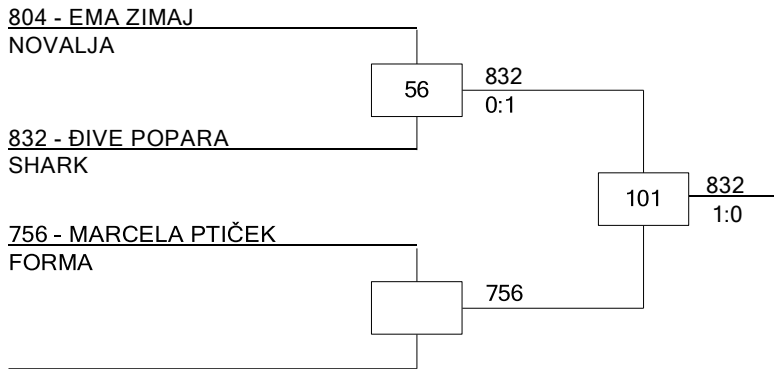 804 - EMA ZIMAJ
NOVALJA
56
832
0:1
832 - ĐIVE POPARA
SHARK
101
832
1:0
756 - MARCELA PTIČEK
FORMA
756